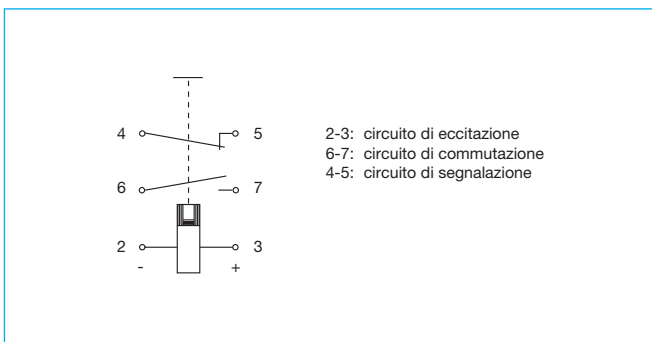 4 5
6 7
2 3
- +
2-3: circuito di eccitazione
6-7: circuito di commutazione
4-5: circuito di segnalazione